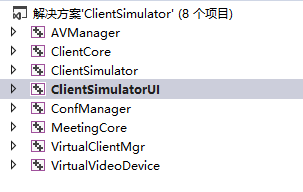 解决方案'ClientSimulator' (8 个项目)
AVManager
ClientCore
ClientSimulator
ClientSimulatorUI
ConfManager
MeetingCore
VirtualClientMgr
VirtualVideoDevice